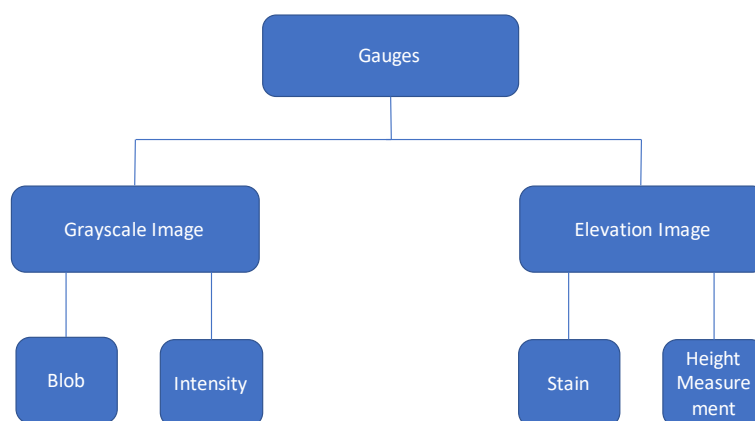 Gauges
Grayscale Image
Elevation Image
Blob
Intensity
Stain
Height
Measure
ment